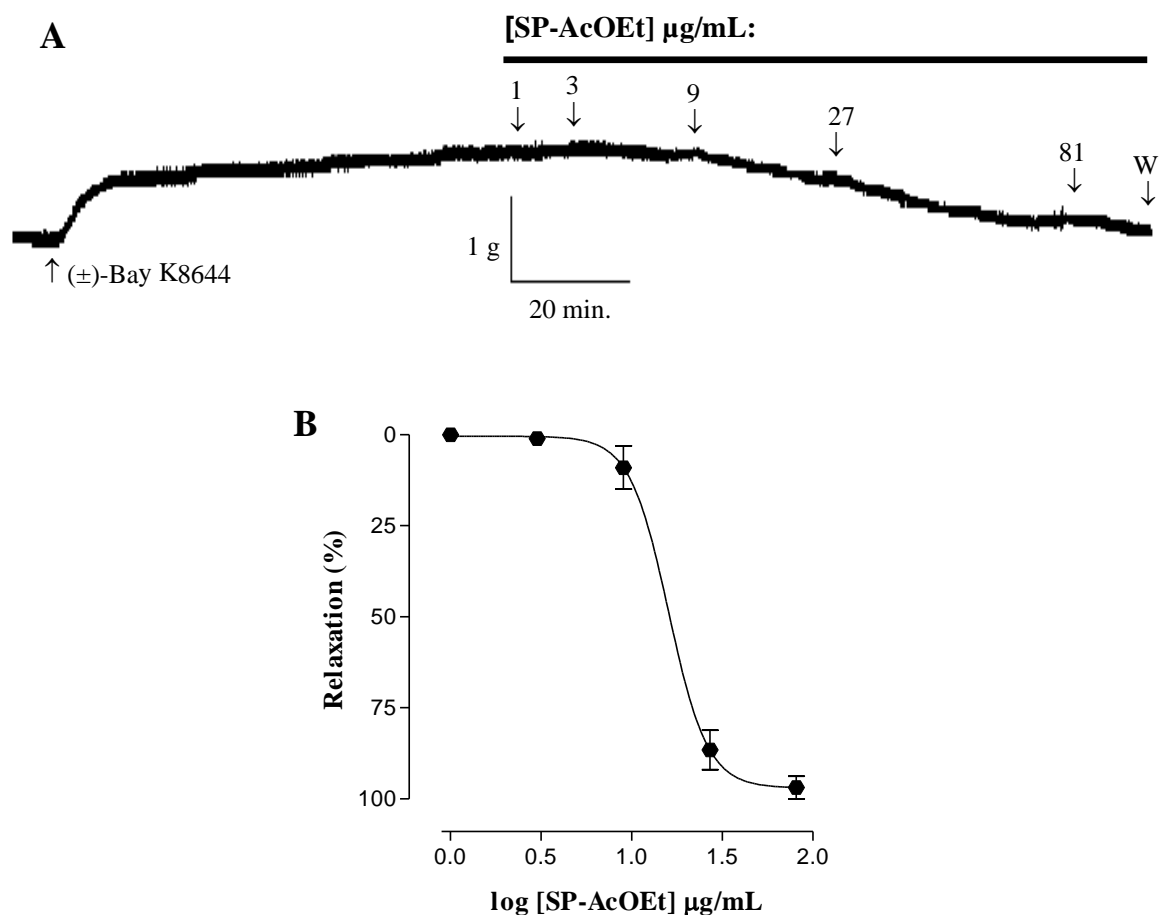 A
[SP-AcOEt] µg/mL:
1
3
9
27
81
W
↑ (±)-Bay K8644
1 g
20 min.
B
Relaxation (%)
0
25
50
75
100
0.0 0.5 1.0 1.5 2.0
log [SP-AcOEt] µg/mL